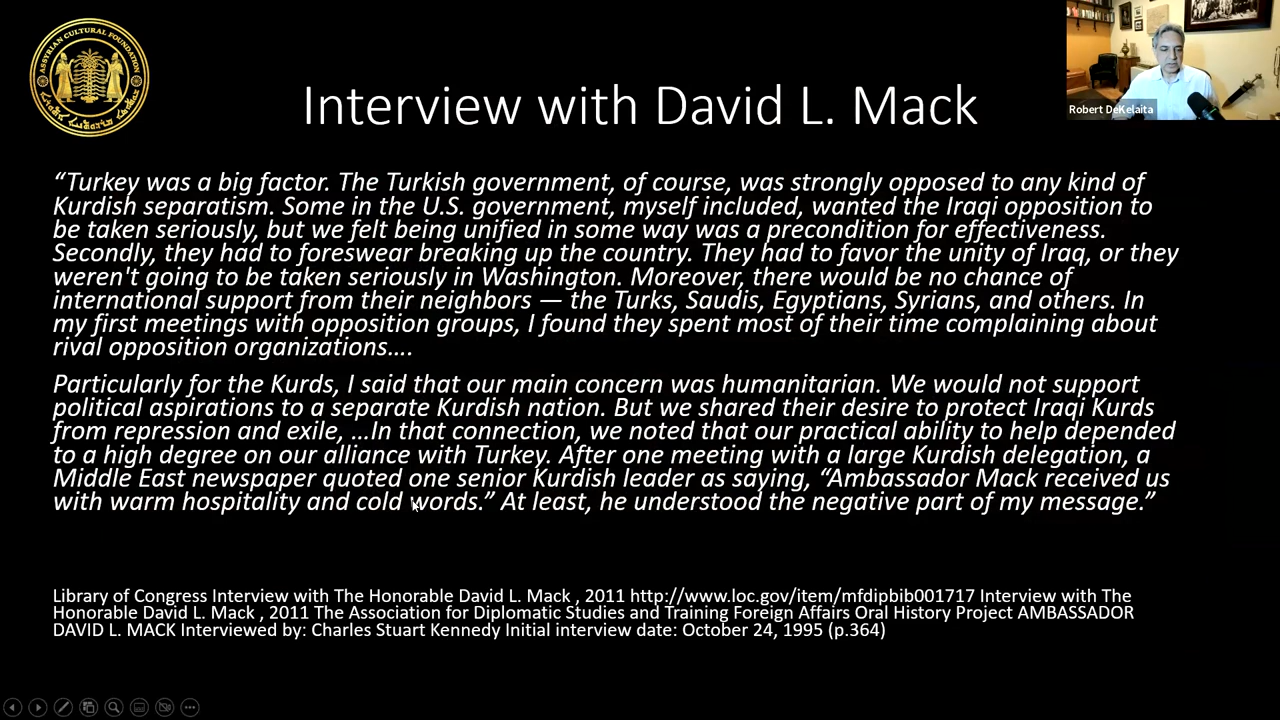 ASSYRIAN CULTURAL FOUNDATION
Robert DeKelaita
Interview with David L. Mack
“Turkey was a big factor. The Turkish government, of course, was strongly opposed to any kind of
Kurdish separatism. Some in the U.S. government, myself included, wanted the Iraqi opposition to
be taken seriously, but we felt being unified in some way was a precondition for effectiveness.
Secondly, they had to foreswear breaking up the country. They had to favor the unity of Iraq, or they
weren't going to be taken seriously in Washington. Moreover, there would be no chance of
international support from their neighbors — the Turks, Saudis, Egyptians, Syrians, and others. In
my first meetings with opposition groups, I found they spent most of their time complaining about
rival opposition organizations….
Particularly for the Kurds, I said that our main concern was humanitarian. We would not support
political aspirations to a separate Kurdish nation. But we shared their desire to protect Iraqi Kurds
from repression and exile, …In that connection, we noted that our practical ability to help depended
to a high degree on our alliance with Turkey. After one meeting with a large Kurdish delegation, a
Middle East newspaper quoted one senior Kurdish leader as saying, “Ambassador Mack received us
with warm hospitality and cold words.” At least, he understood the negative part of my message.”
Library of Congress Interview with The Honorable David L. Mack , 2011 http://www.loc.gov/item/mfdipbib001717 Interview with The
Honorable David L. Mack , 2011 The Association for Diplomatic Studies and Training Foreign Affairs Oral History Project AMBASSADOR
DAVID L. MACK Interviewed by: Charles Stuart Kennedy Initial interview date: October 24, 1995 (p.364)